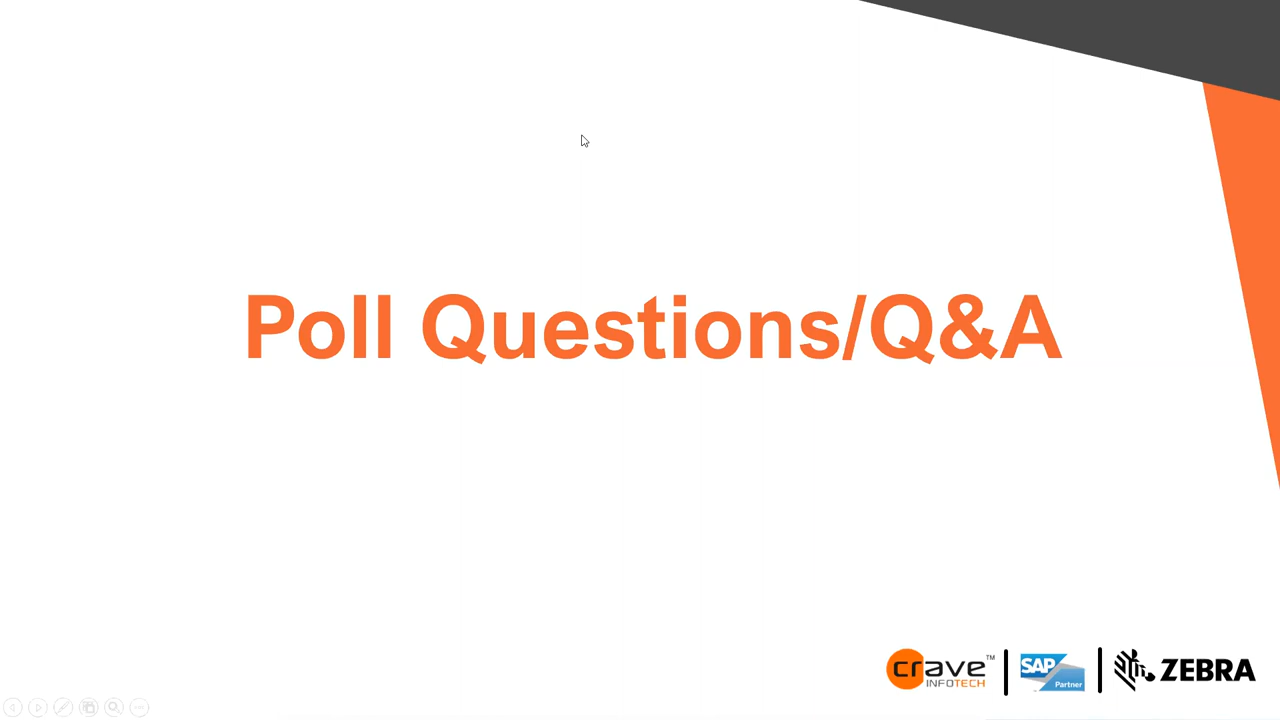 Poll Questions/Q&A
crave™
INFOTECH
SAP
Partner
ZEBRA